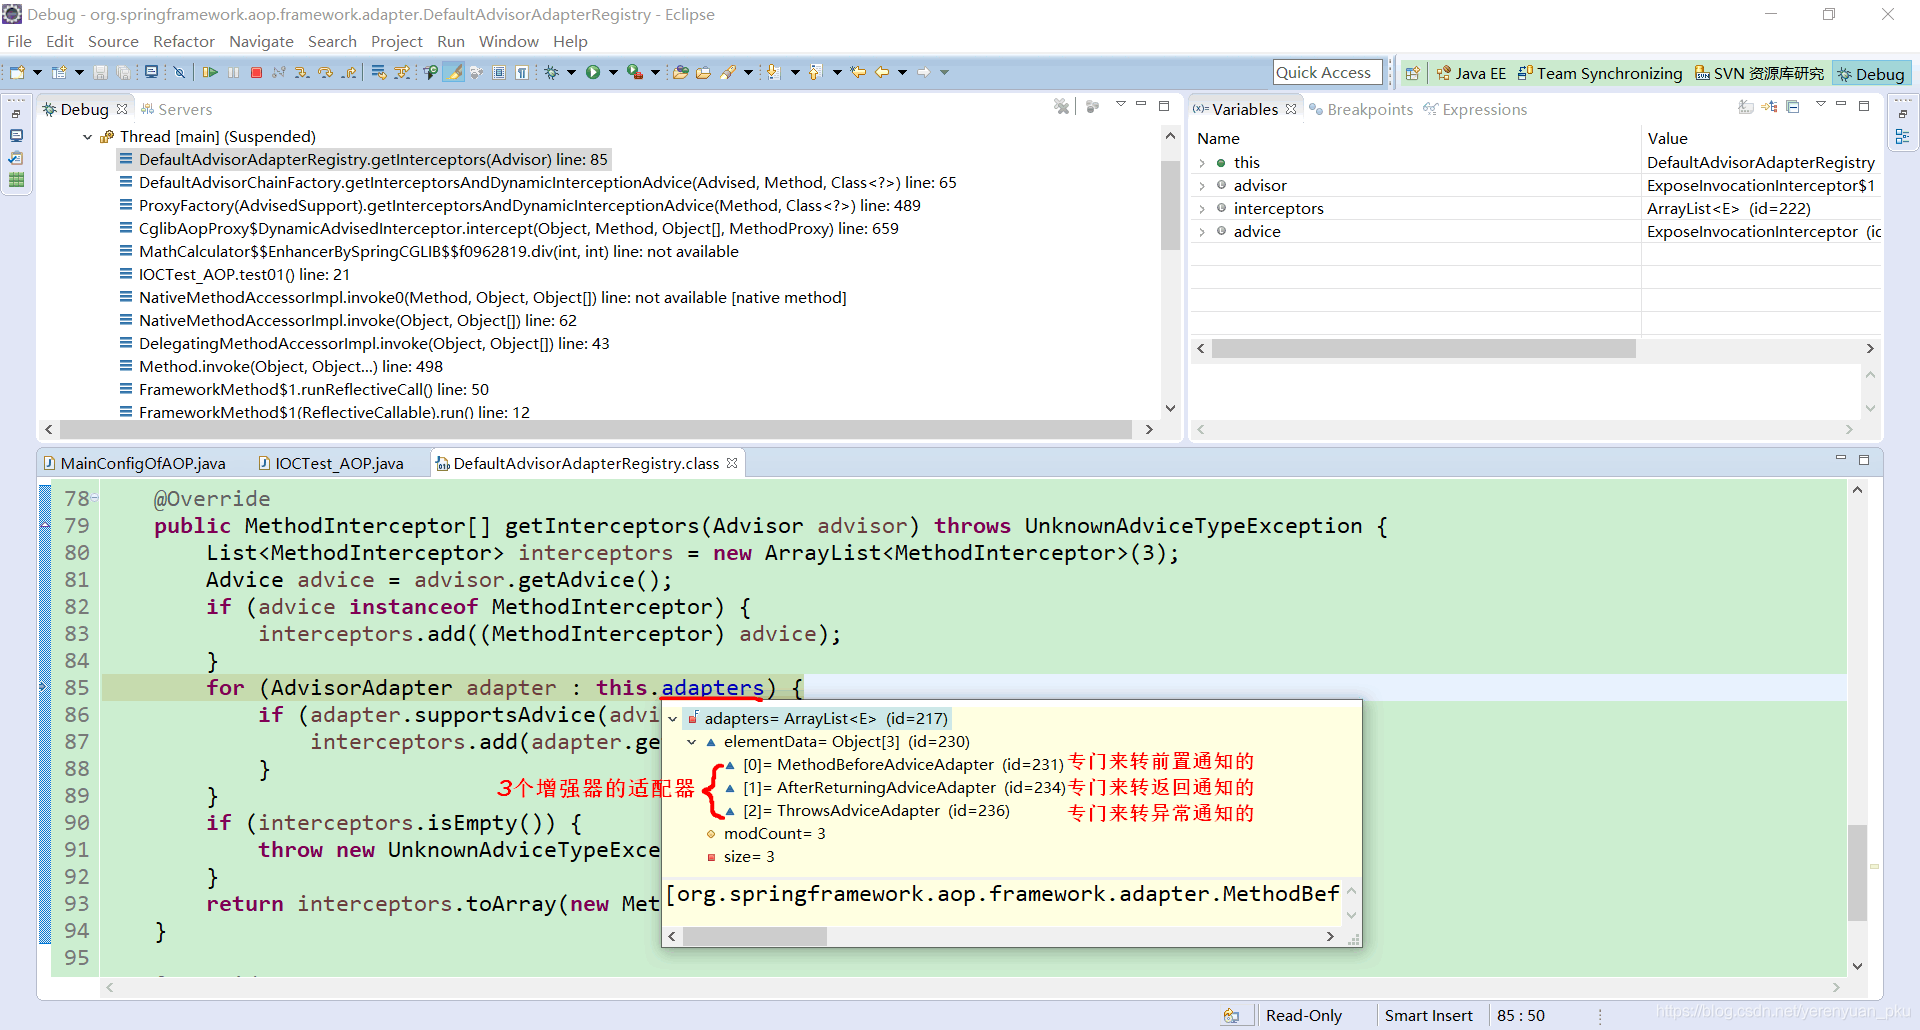 Debug - org.springframework.aop.framework.adapter.DefaultAdvisorAdapterRegistry - Eclipse
File Edit Source Refactor Navigate Search Project Run Window Help
Quick Access
Java EE Team Synchronizing SVN 资源库研究 Debug
Debug Servers
Thread [main] (Suspended)
DefaultAdvisorAdapterRegistry.getInterceptors(Advisor) line: 85
DefaultAdvisorChainFactory.getInterceptorsAndDynamicInterceptionAdvice(Advised, Method, Class<?>) line: 65
ProxyFactory(AdvisedSupport).getInterceptorsAndDynamicInterceptionAdvice(Method, Class<?>) line: 489
CglibAopProxy$DynamicAdvisedInterceptor.intercept(Object, Method, Object[], MethodProxy) line: 659
MathCalculator$$EnhancerBySpringCGLIB$$f0962819.div(int, int) line: not available
IOCTest_AOP.test01() line: 21
NativeMethodAccessorImpl.invoke0(Method, Object, Object[]) line: not available [native method]
NativeMethodAccessorImpl.invoke(Object, Object[]) line: 62
DelegatingMethodAccessorImpl.invoke(Object, Object[]) line: 43
Method.invoke(Object, Object...) line: 498
FrameworkMethod$1.runReflectiveCall() line: 50
FrameworkMethod$1(ReflectiveCallable).run() line: 12
(x)= Variables Breakpoints Expressions
Name Value
this DefaultAdvisorAdapterRegistry
advisor ExposeInvocationInterceptor$1
interceptors ArrayList<E> (id=222)
advice ExposeInvocationInterceptor (id
MainConfigOfAOP.java IOCTest_AOP.java DefaultAdvisorAdapterRegistry.class
78 @Override
79 public MethodInterceptor[] getInterceptors(Advisor advisor) throws UnknownAdviceTypeException {
80 List<MethodInterceptor> interceptors = new ArrayList<MethodInterceptor>(3);
81 Advice advice = advisor.getAdvice();
82 if (advice instanceof MethodInterceptor) {
83 interceptors.add((MethodInterceptor) advice);
84 }
85 for (AdvisorAdapter adapter : this.adapters) {
86 if (adapter.supportsAdvice(advi
87 interceptors.add(adapter.ge
88 }
89 }
90 if (interceptors.isEmpty()) {
91 throw new UnknownAdviceTypeExce
92 }
93 return interceptors.toArray(new Met
94 }
95
adapters= ArrayList<E> (id=217)
elementData= Object[3] (id=230)
[0]= MethodBeforeAdviceAdapter (id=231) 专门来转前置通知的
3个增强器的适配器 [1]= AfterReturningAdviceAdapter (id=234) 专门来转返回通知的
[2]= ThrowsAdviceAdapter (id=236) 专门来转异常通知的
modCount= 3
size= 3
[org.springframework.aop.framework.adapter.MethodBef
Read-Only Smart Insert 85 : 50
https://blog.csdn.net/yerenyuan_pku